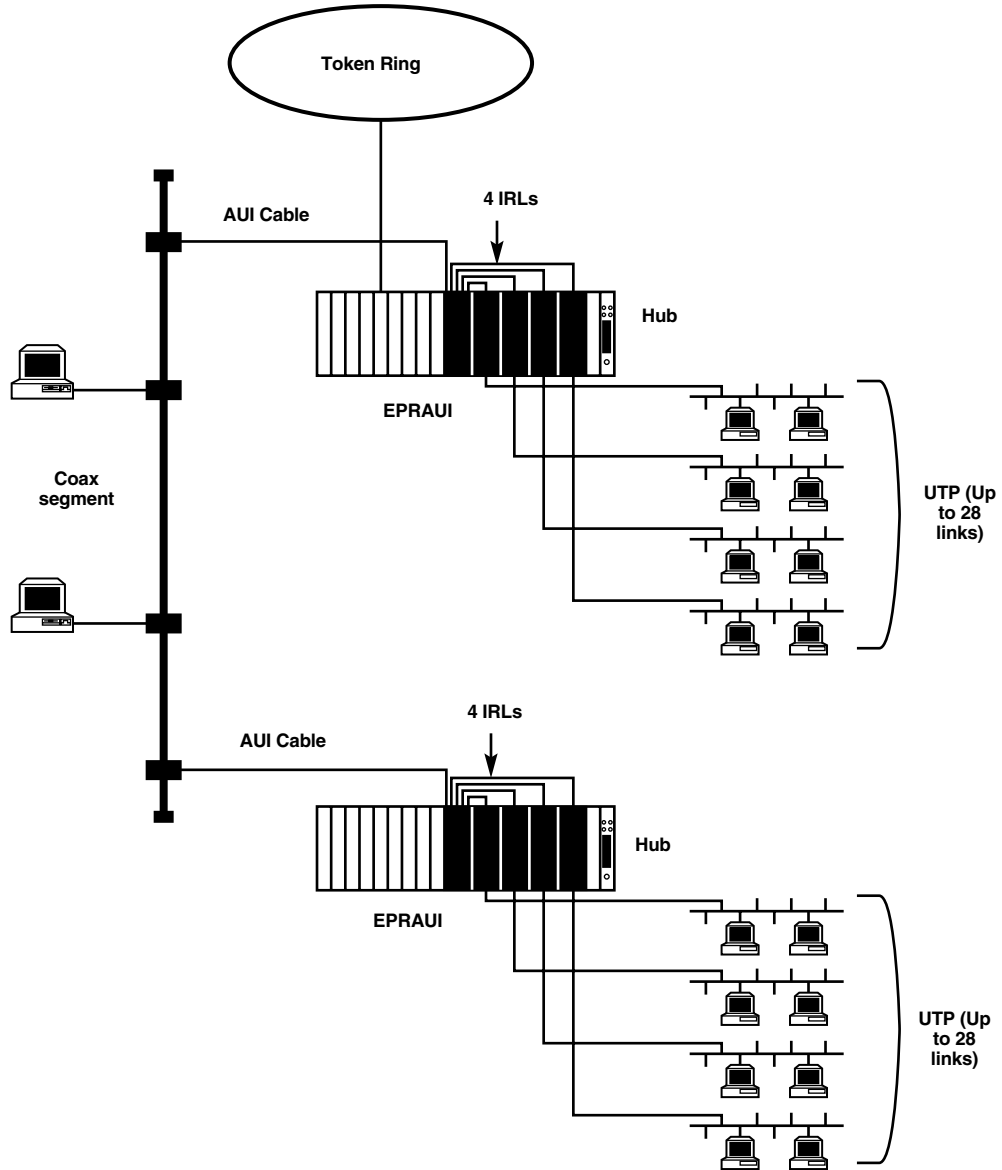 Token Ring
4 IRLs
AUI Cable
Hub
EPRAUI
Coax
segment
UTP (Up
to 28
links)
4 IRLs
AUI Cable
Hub
EPRAUI
UTP (Up
to 28
links)